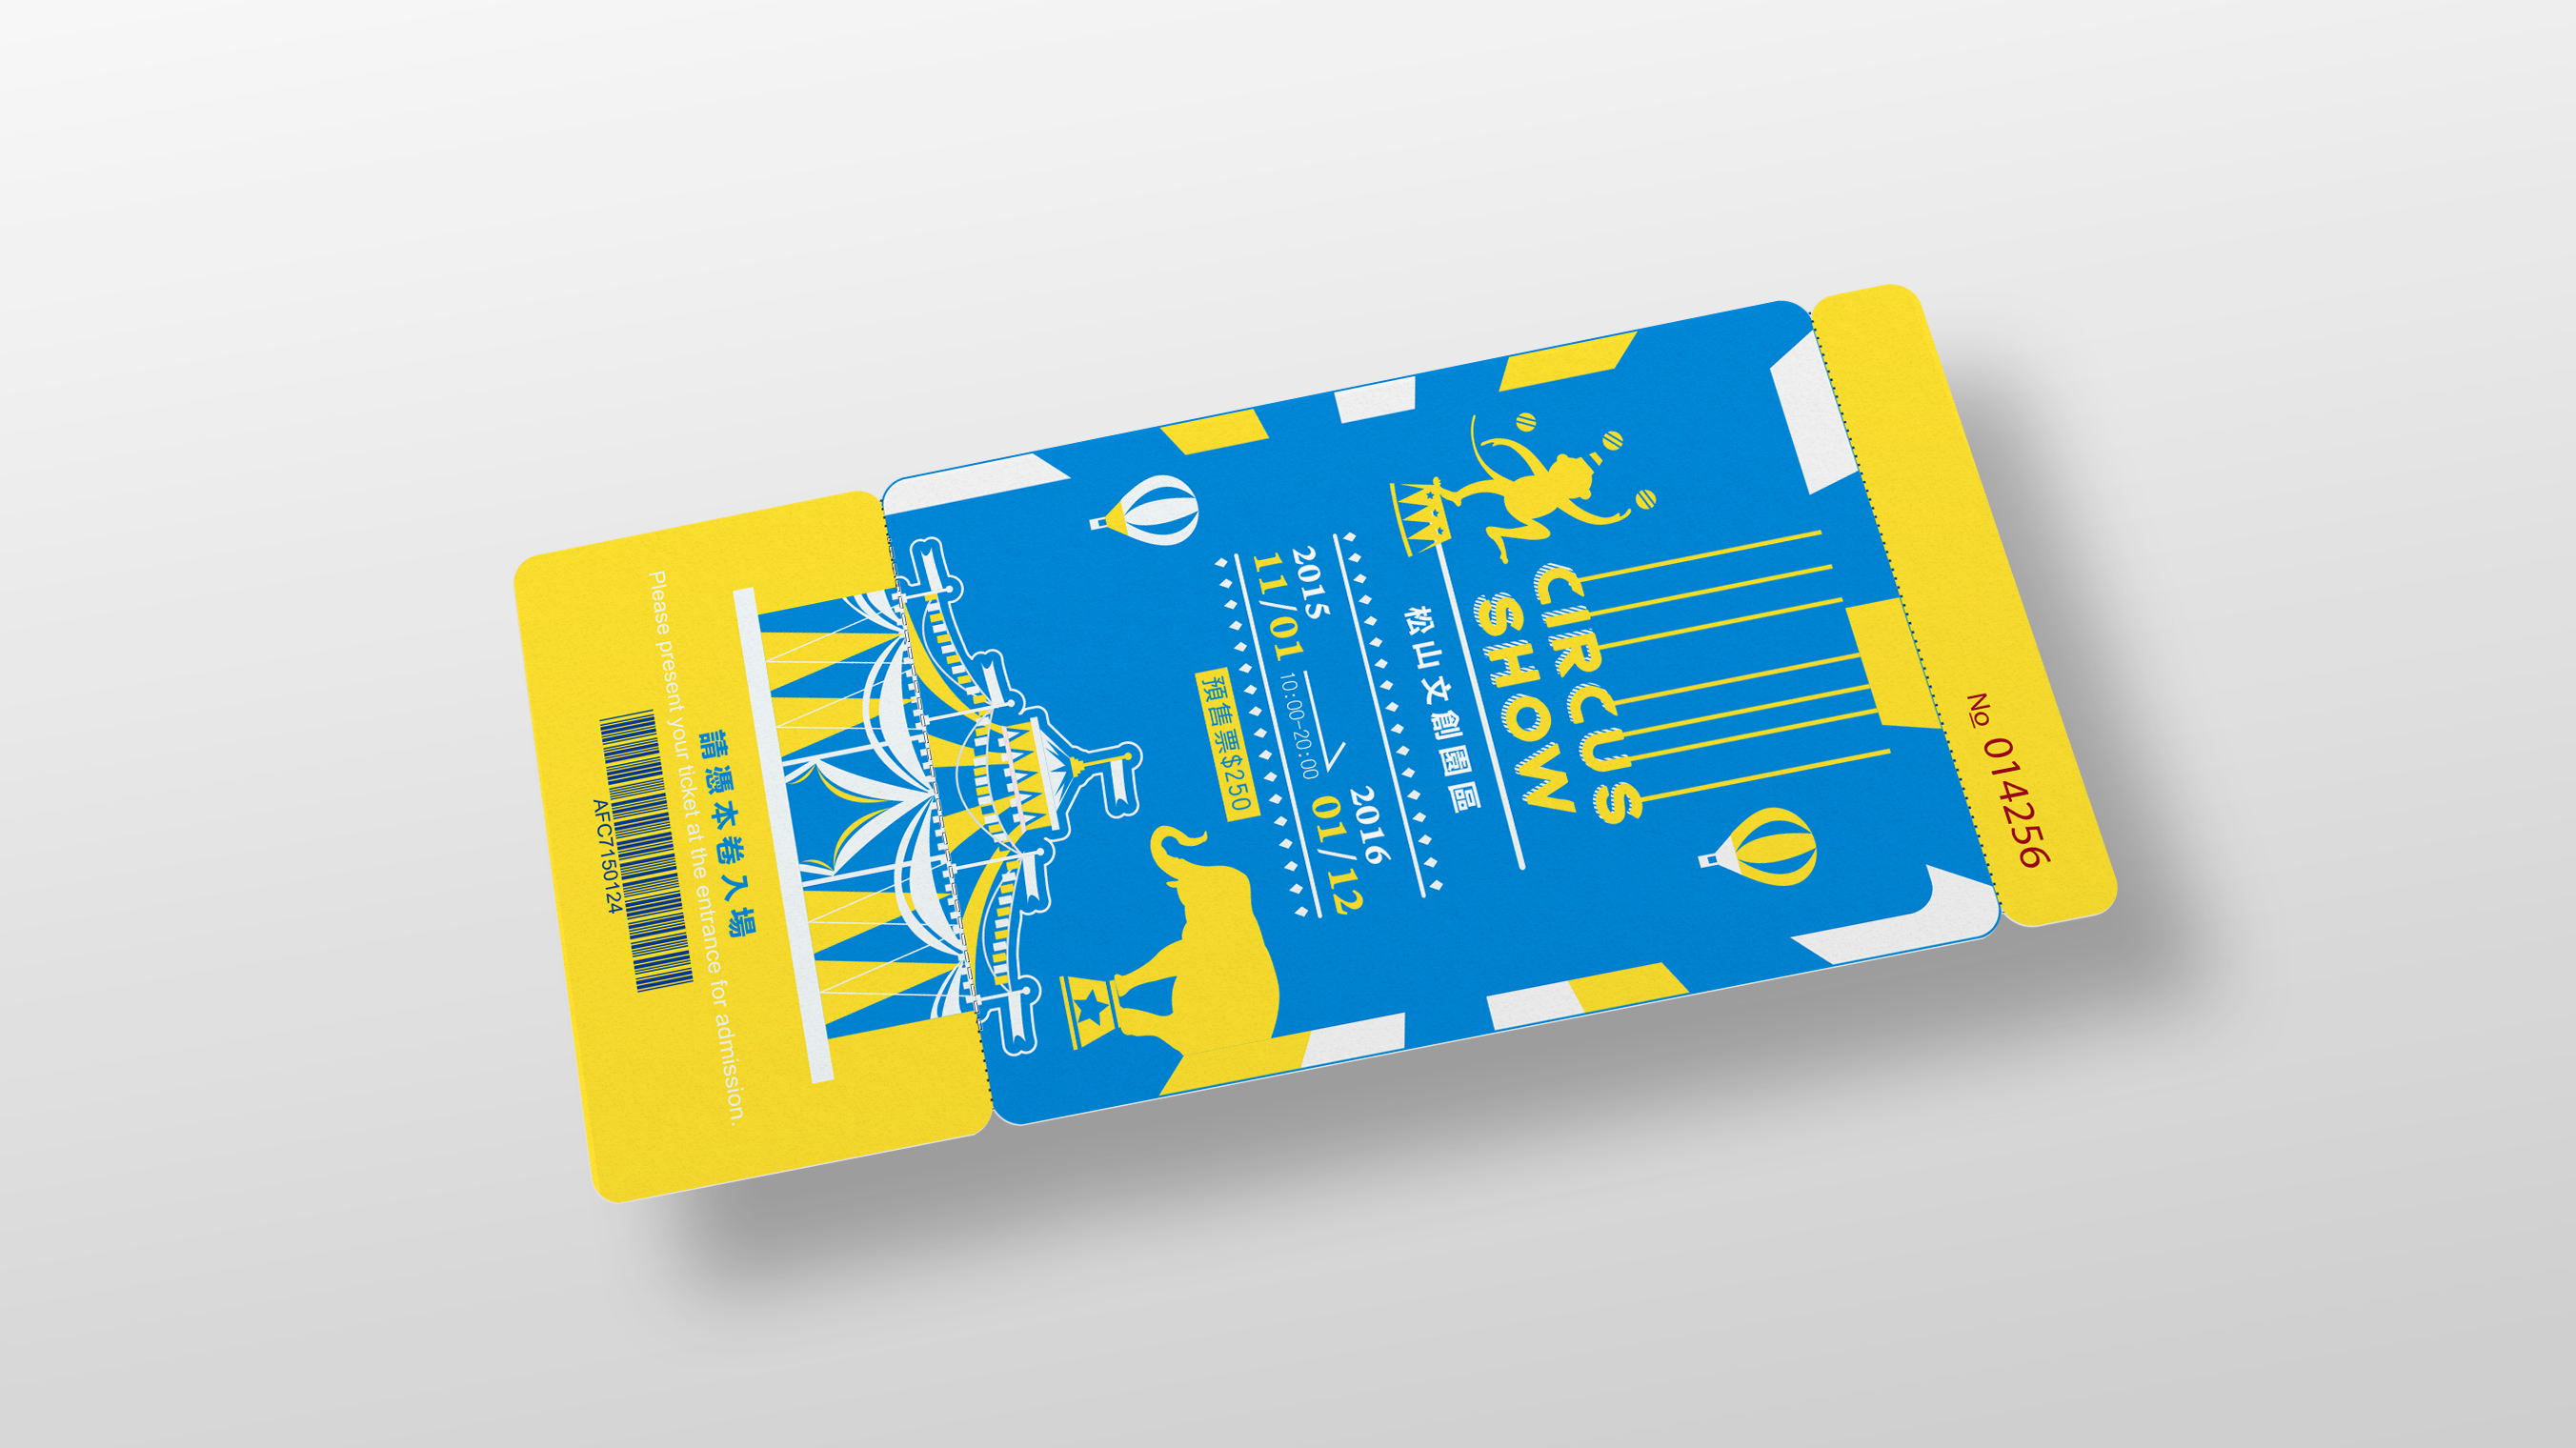 № 014256
CIRCUS
SHOW
松山文創園區
2015 2016
11/01 10:00-20:00 01/12
預售票$250
請憑本卷入場
Please present your ticket at the entrance for admission.
AFC7150124